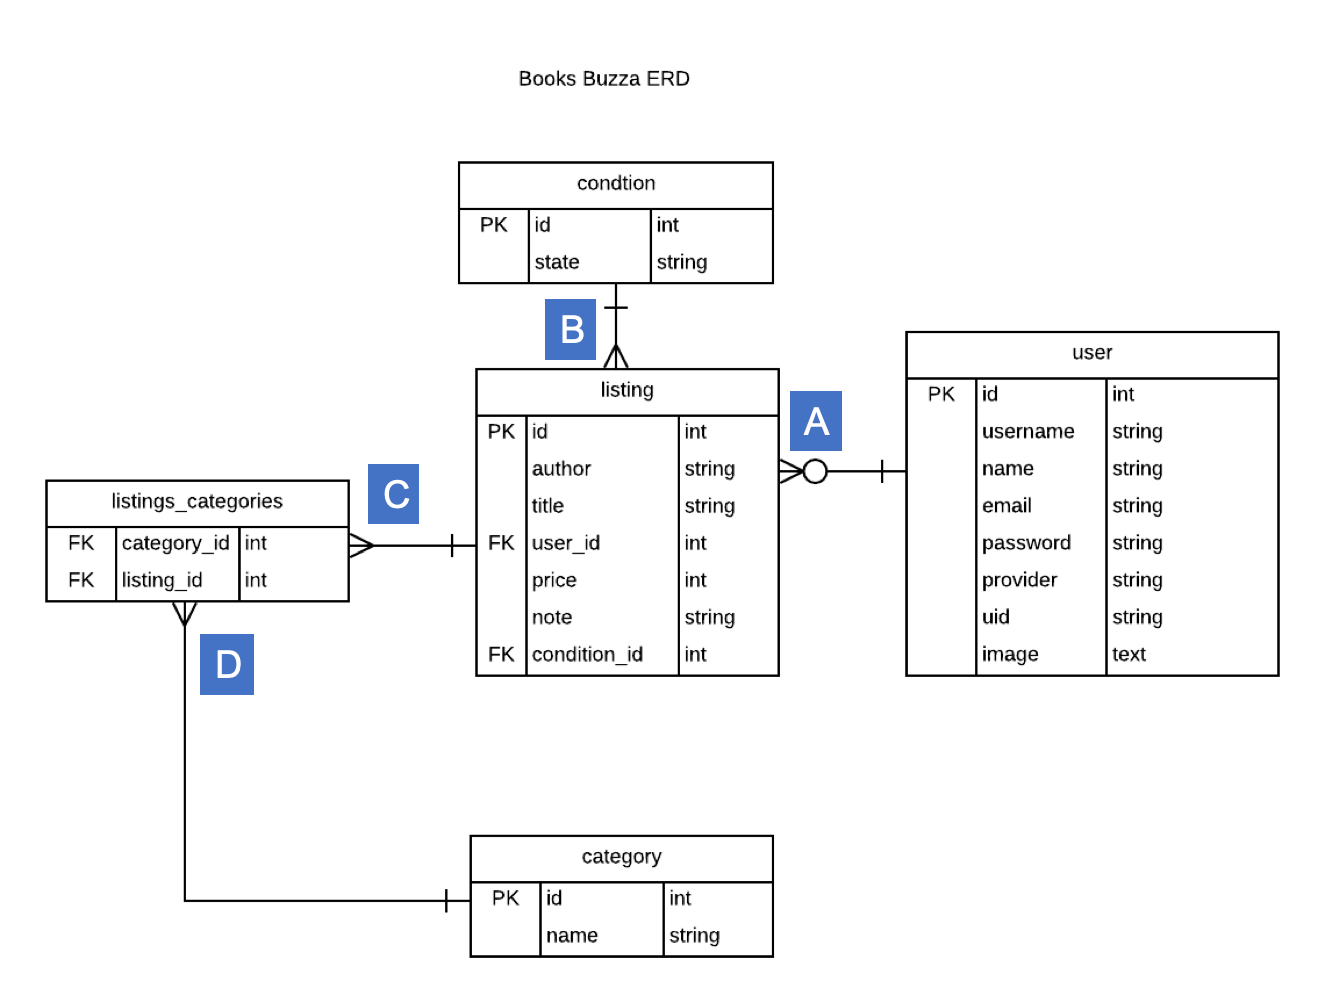 Books Buzza ERD
condtion
PK id int
state string
B
listing
PK id int
author string
title string
FK user_id int
price int
note string
FK condition_id int
A
user
PK id int
username string
name string
email string
password string
provider string
uid string
image text
C
listings_categories
FK category_id int
FK listing_id int
D
category
PK id int
name string